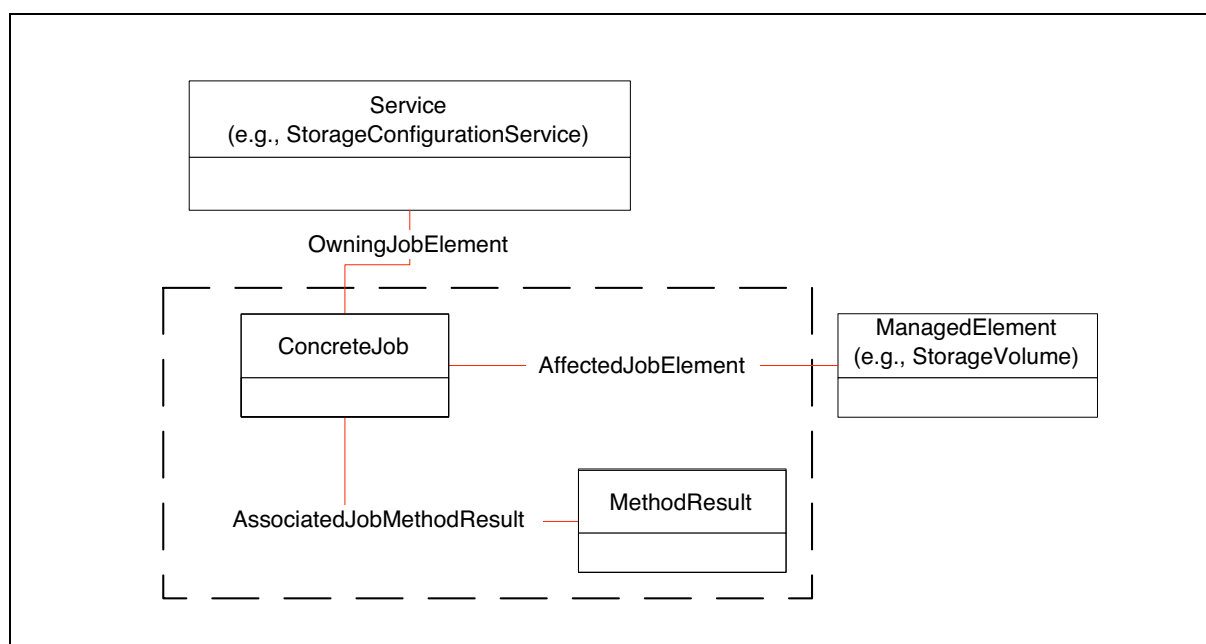 Service
(e.g., StorageConfigurationService)
OwningJobElement
ConcreteJob
AffectedJobElement
ManagedElement
(e.g., StorageVolume)
AssociatedJobMethodResult
MethodResult